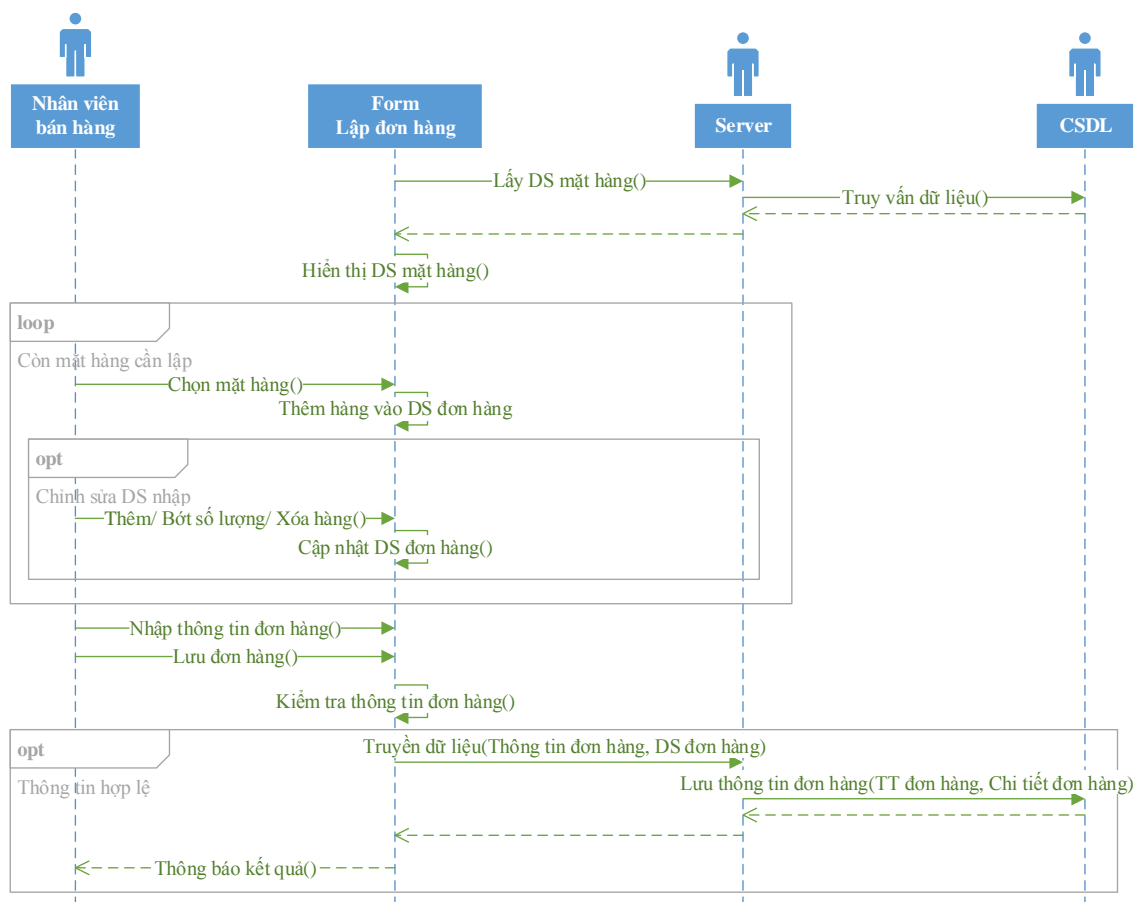 Nhân viên
bán hàng
Form
Lập đơn hàng
Server
CSDL
Lấy DS mặt hàng()
Truy vấn dữ liệu()
Hiển thị DS mặt hàng()
loop
Còn mặt hàng cần lập
Chọn mặt hàng()
Thêm hàng vào DS đơn hàng
opt
Chỉnh sửa DS nhập
Thêm/ Bớt số lượng/ Xóa hàng()
Cập nhật DS đơn hàng()
Nhập thông tin đơn hàng()
Lưu đơn hàng()
Kiểm tra thông tin đơn hàng()
opt
Truyền dữ liệu(Thông tin đơn hàng, DS đơn hàng)
Thông tin hợp lệ
Lưu thông tin đơn hàng(TT đơn hàng, Chi tiết đơn hàng)
Thông báo kết quả()